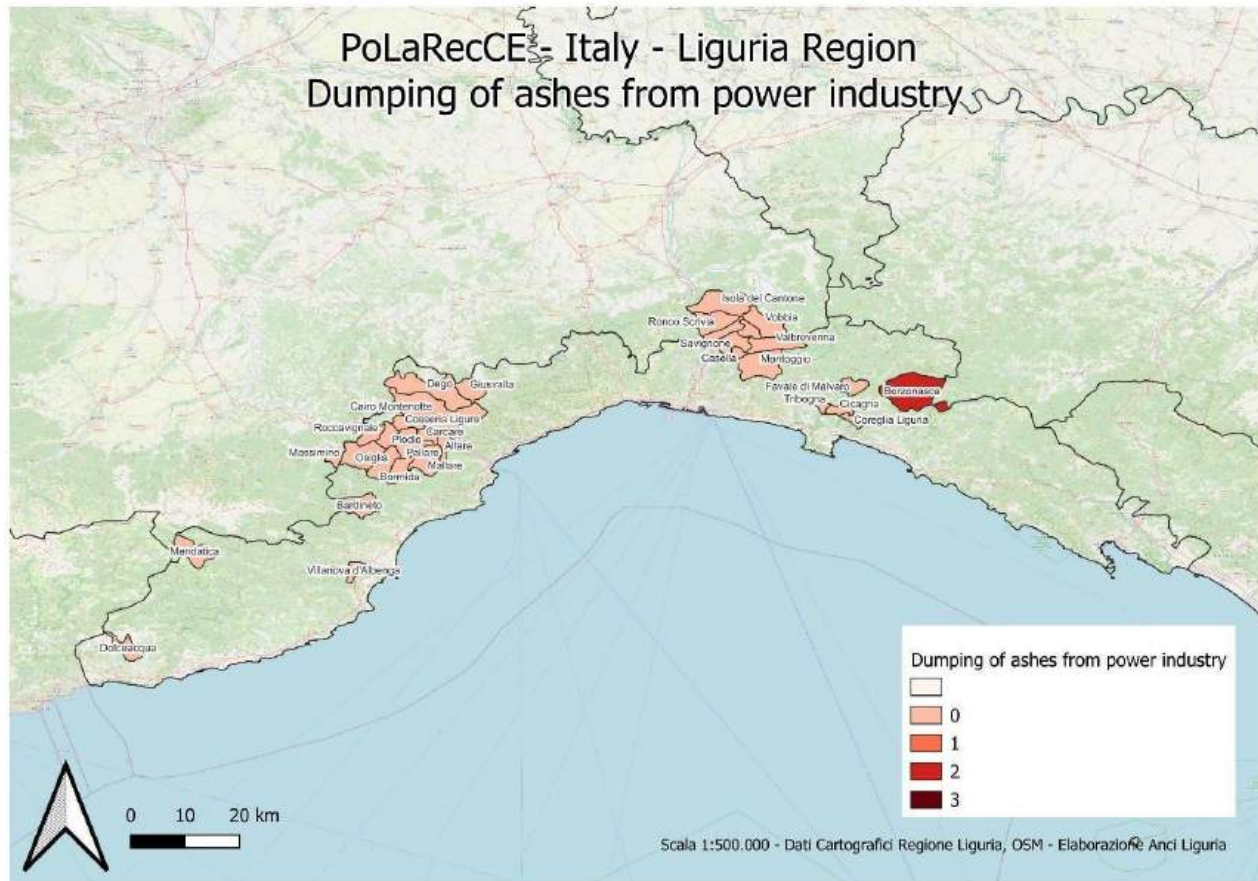 PoLaRecCE - Italy - Liguria Region
Dumping of ashes from power industry
Isola del Cantone
Ronco Scrivia
Vobbia
Savignone
Valbrevenna
Casella
Montoggio
Favale di Malvaro
Borzonasca
Tribogna
Cicagna
Coreglia Ligure
Dego
Giusvalla
Cairo Montenotte
Cosseria Ligure
Roccavignale
Carcare
Plodio
Altare
Massimino
Osiglia
Pallare
Mallare
Bormida
Bardineto
Mendatica
Villanova d'Albenga
Dolceacqua
Dumping of ashes from power industry
0
1
2
3
0 10 20 km
Scala 1:500.000 - Dati Cartografici Regione Liguria, OSM - Elaborazione Anci Liguria